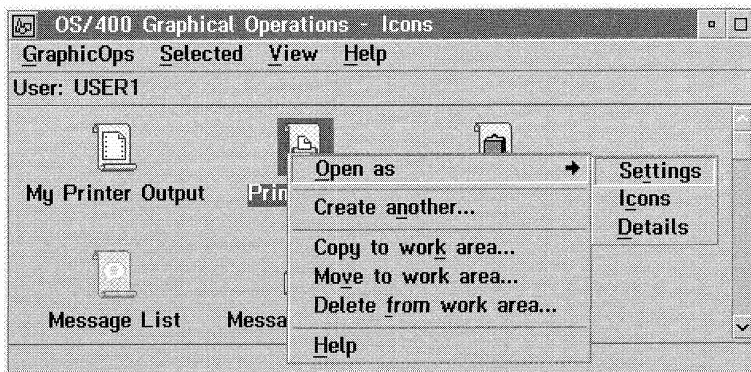 OS/400 Graphical Operations - Icons
GraphicOps Selected View Help
User: USER1
My Printer Output
Open as
Create another...
Copy to work area...
Move to work area...
Delete from work area...
Help
Settings
Icons
Details
Message List